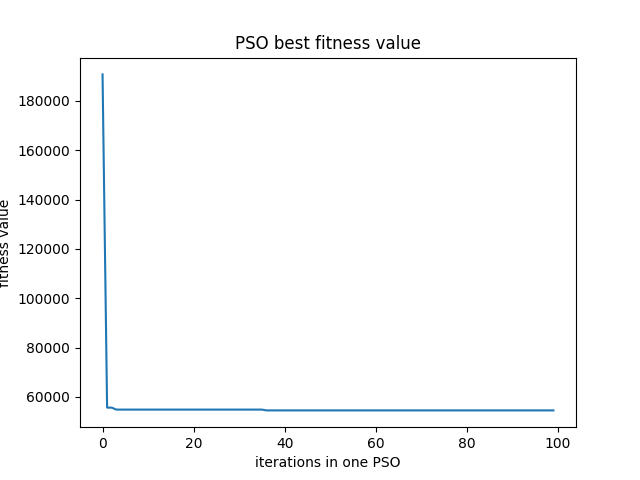 PSO best fitness value
180000
160000
140000
120000
100000
80000
60000
fitness value
0 20 40 60 80 100
iterations in one PSO